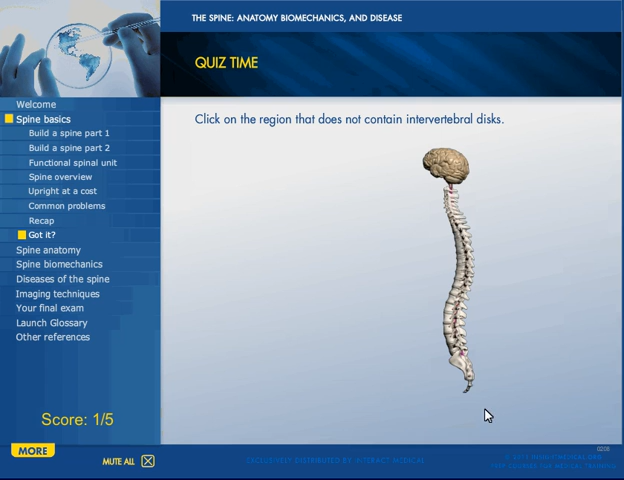 THE SPINE: ANATOMY BIOMECHANICS, AND DISEASE
QUIZ TIME
Click on the region that does not contain intervertebral disks.
Welcome
Spine basics
Build a spine part 1
Build a spine part 2
Functional spinal unit
Spine overview
Upright at a cost
Common problems
Recap
Got it?
Spine anatomy
Spine biomechanics
Diseases of the spine
Imaging techniques
Your final exam
Launch Glossary
Other references
Score: 1/5
MORE
MUTE ALL
EXCLUSIVELY DISTRIBUTED BY INTERACT MEDICAL